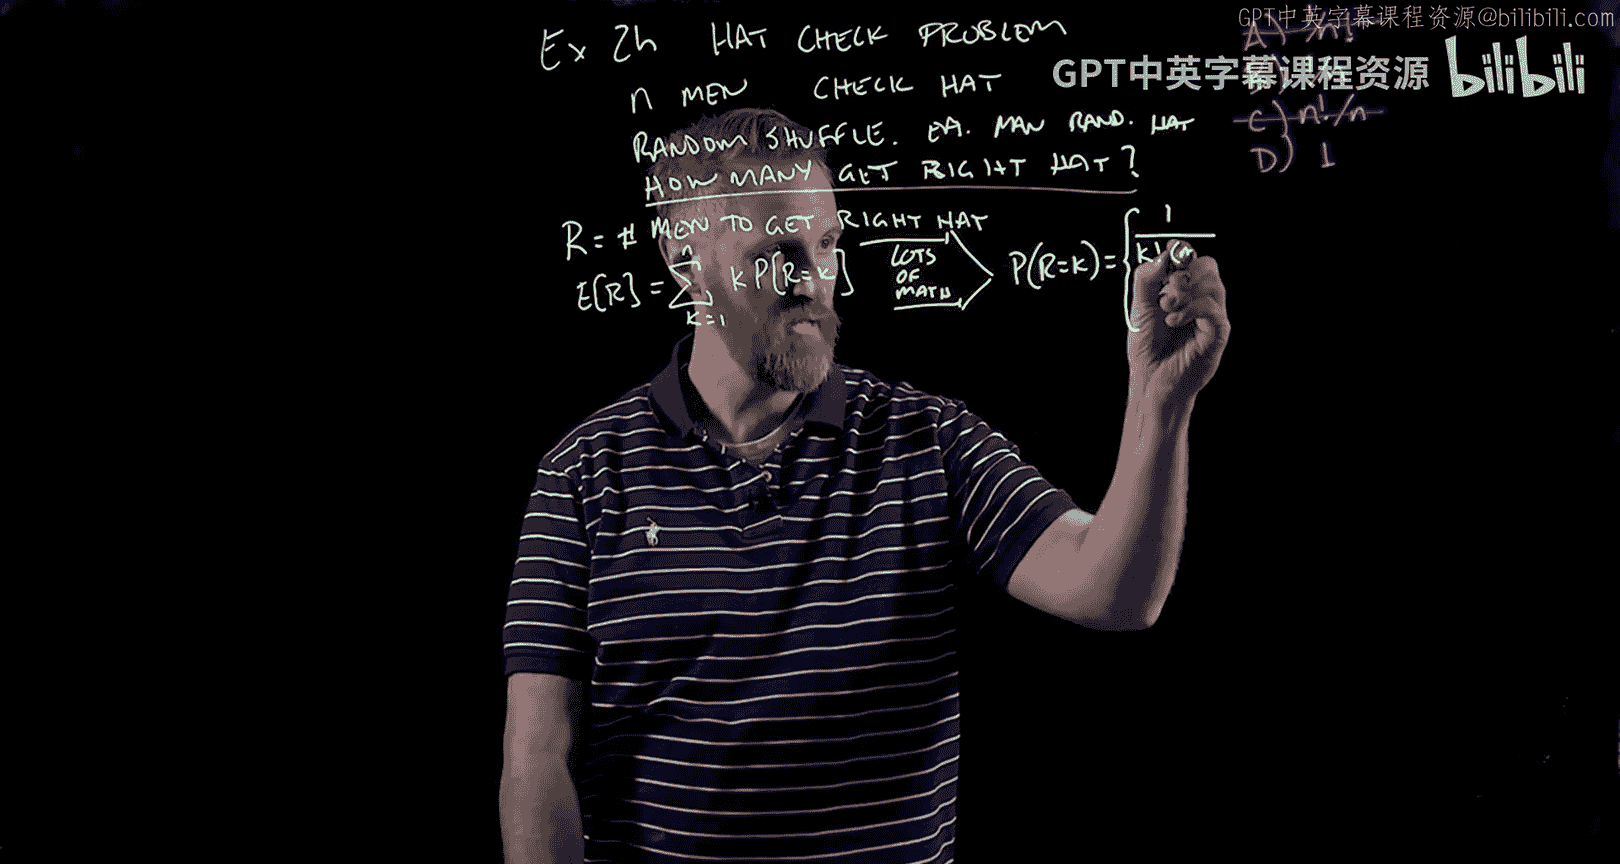 GPT中英字幕课程资源@bilibili.com
GPT中英字幕课程资源 bilibili
Ex 2h HAT CHECK PROBLEM
n MEN CHECK HAT
RANDOM SHUFFLE. EA. MAN RAND. HAT
HOW MANY GET RIGHT HAT?
A) n!
C) n!/n
D) 1
R = # MEN TO GET RIGHT HAT
E[R] = n ∑ k=1 k P[R=k]
LOTS
OF
MATH
P(R=k) = { 1
k! (n